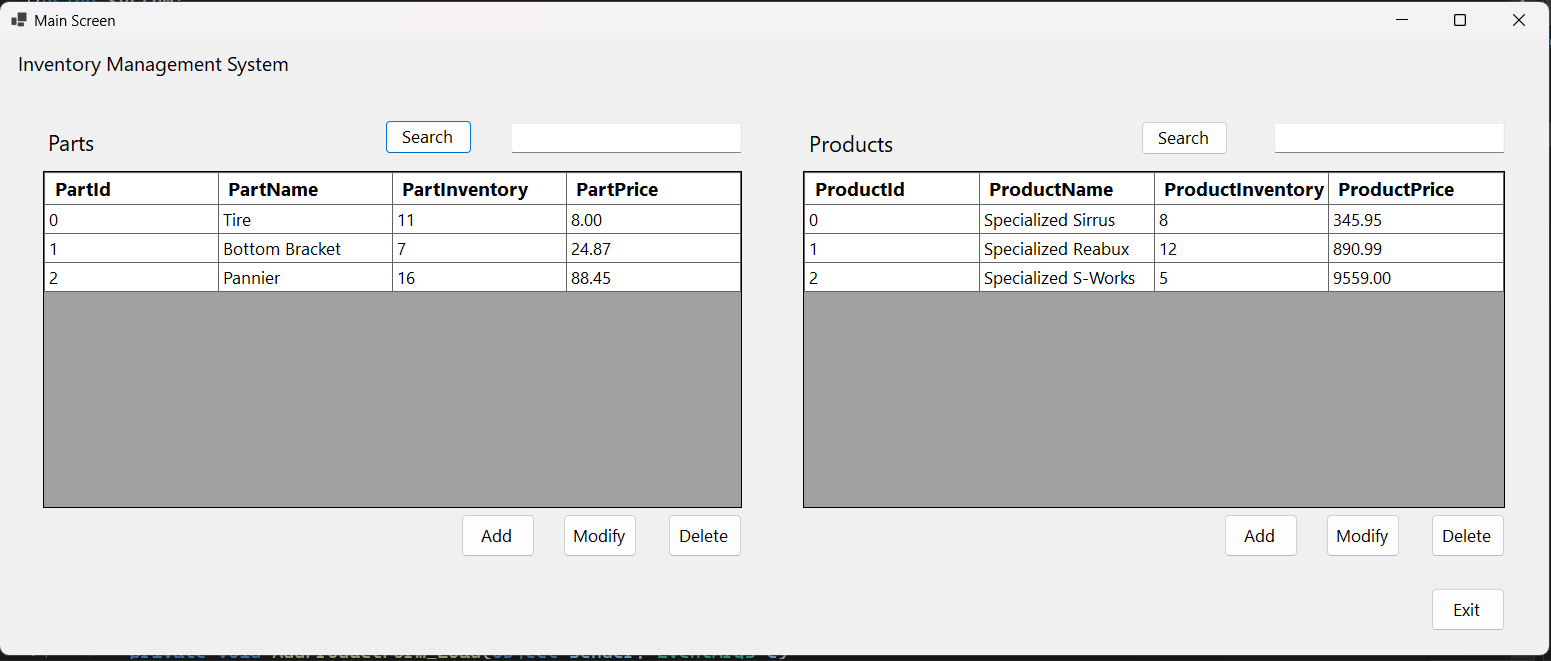 Main Screen
Inventory Management System
Parts
Search
PartId PartName PartInventory PartPrice
0 Tire 11 8.00
1 Bottom Bracket 7 24.87
2 Pannier 16 88.45
Add Modify Delete
Products
Search
ProductId ProductName ProductInventory ProductPrice
0 Specialized Sirrus 8 345.95
1 Specialized Reabux 12 890.99
2 Specialized S-Works 5 9559.00
Add Modify Delete
Exit